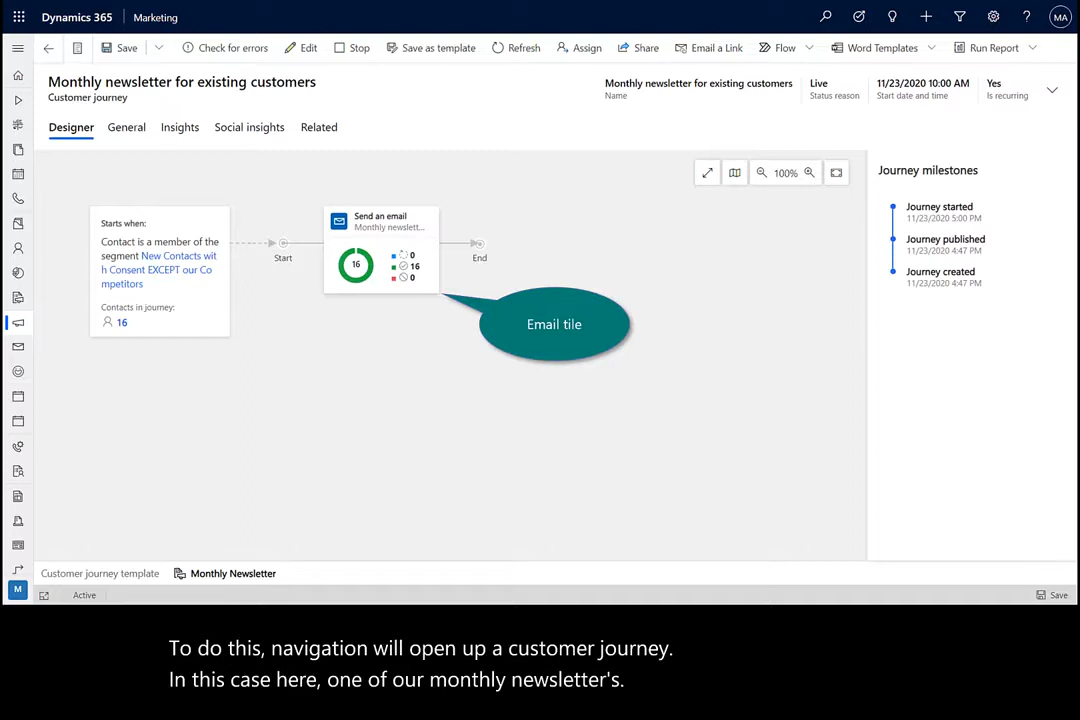 Dynamics 365 Marketing MA
Save Check for errors Edit Stop Save as template Refresh Assign Share Email a Link Flow Word Templates Run Report
Monthly newsletter for existing customers
Customer journey
Monthly newsletter for existing customers
Name
Live
Status reason
11/23/2020 10:00 AM
Start date and time
Yes
Is recurring
Designer General Insights Social insights Related
100%
Starts when:
Contact is a member of the
segment New Contacts wit
h Consent EXCEPT our Co
mpetitors
Contacts in journey:
16
Start
Send an email
Monthly newslett...
16
0
16
0
End
Email tile
Journey milestones
Journey started
11/23/2020 5:00 PM
Journey published
11/23/2020 4:47 PM
Journey created
11/23/2020 4:47 PM
Customer journey template Monthly Newsletter
M
Active Save
To do this, navigation will open up a customer journey.
In this case here, one of our monthly newsletter's.